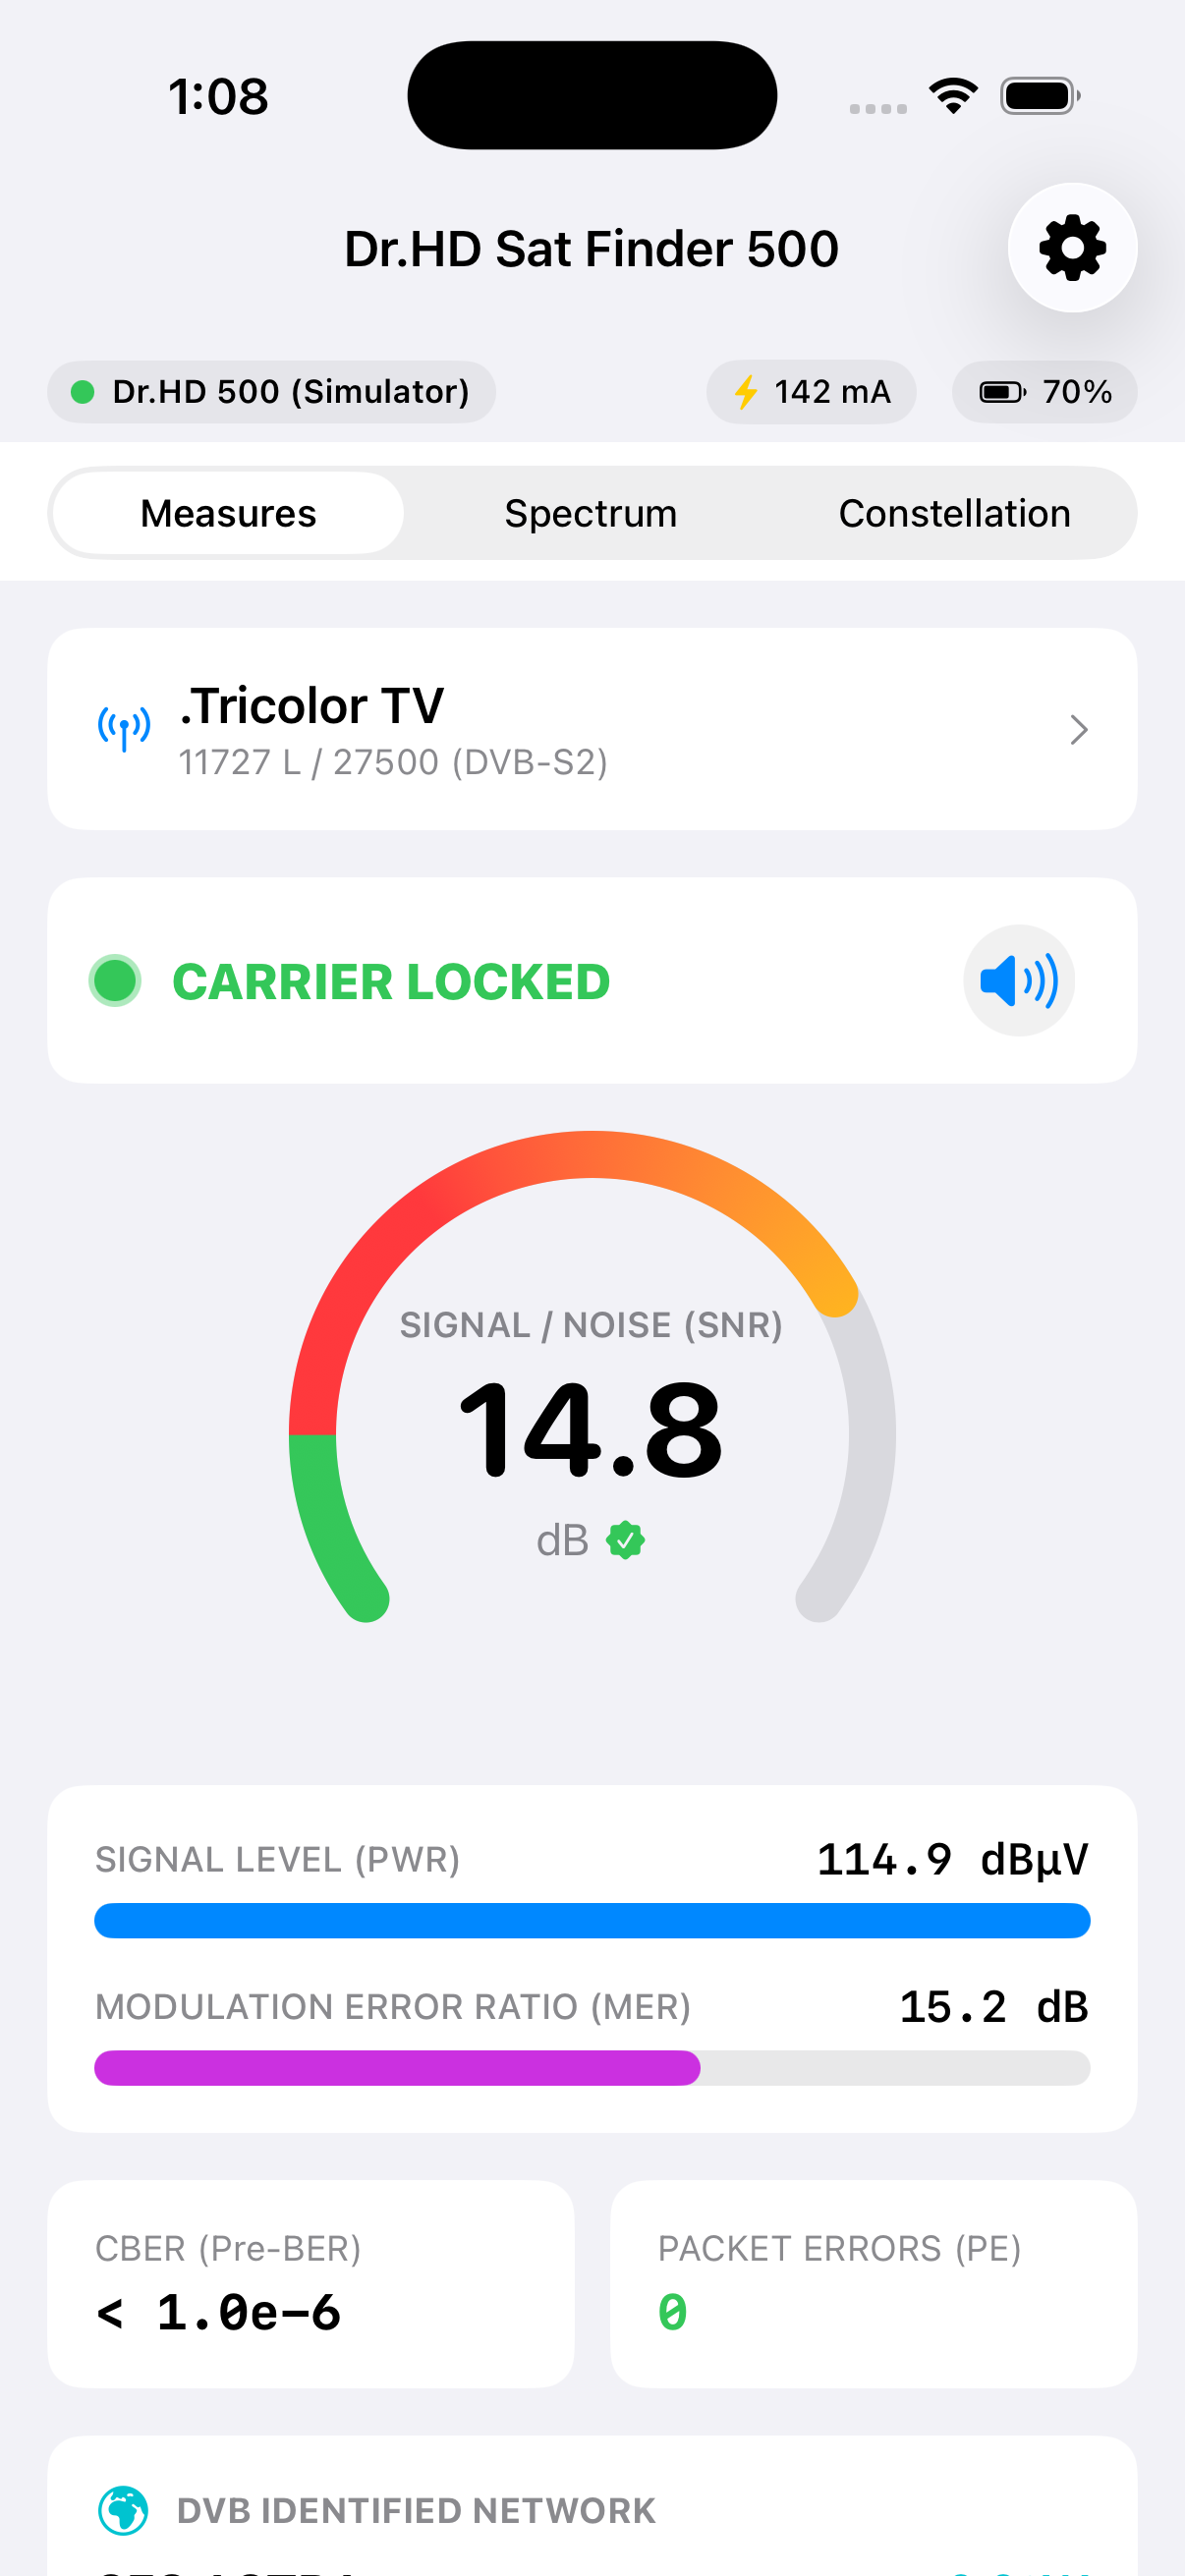 1:08
Dr.HD Sat Finder 500
Dr.HD 500 (Simulator) 142 mA 70%
Measures Spectrum Constellation
.Tricolor TV
11727 L / 27500 (DVB-S2)
CARRIER LOCKED
SIGNAL / NOISE (SNR)
14.8
dB
SIGNAL LEVEL (PWR) 114.9 dBµV
MODULATION ERROR RATIO (MER) 15.2 dB
CBER (Pre-BER) PACKET ERRORS (PE)
< 1.0e-6 0
DVB IDENTIFIED NETWORK